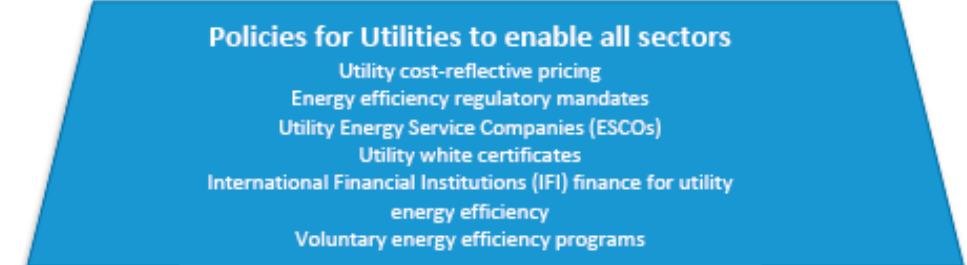 Policies for Utilities to enable all sectors
Utility cost-reflective pricing
Energy efficiency regulatory mandates
Utility Energy Service Companies (ESCOs)
Utility white certificates
International Financial Institutions (IFI) finance for utility
energy efficiency
Voluntary energy efficiency programs